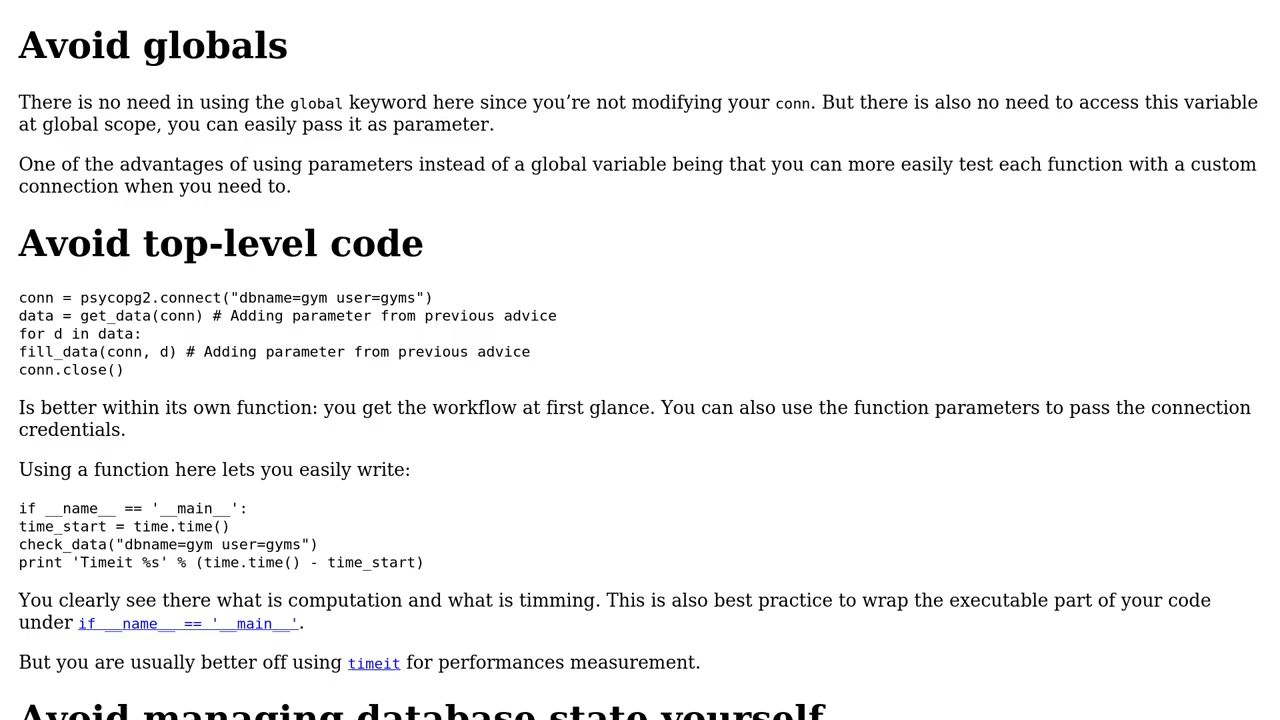 Avoid globals
There is no need in using the global keyword here since you’re not modifying your conn. But there is also no need to access this variable
at global scope, you can easily pass it as parameter.
One of the advantages of using parameters instead of a global variable being that you can more easily test each function with a custom
connection when you need to.
Avoid top-level code
conn = psycopg2.connect("dbname=gym user=gyms")
data = get_data(conn) # Adding parameter from previous advice
for d in data:
fill_data(conn, d) # Adding parameter from previous advice
conn.close()
Is better within its own function: you get the workflow at first glance. You can also use the function parameters to pass the connection
credentials.
Using a function here lets you easily write:
if __name__ == '__main__':
time_start = time.time()
check_data("dbname=gym user=gyms")
print 'Timeit %s' % (time.time() - time_start)
You clearly see there what is computation and what is timming. This is also best practice to wrap the executable part of your code
under if __name__ == '__main__'.
But you are usually better off using timeit for performances measurement.
Avoid managing database state yourself